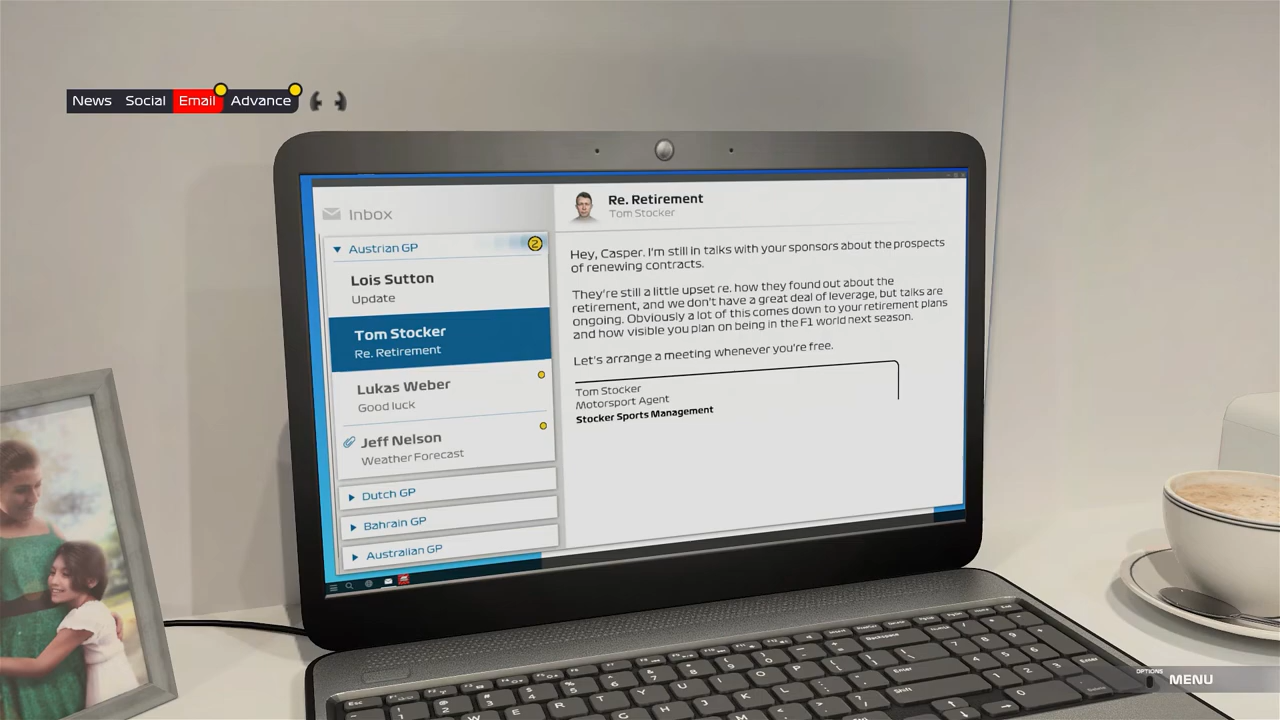 News Social Email Advance
Inbox
Austrian GP 2
Lois Sutton
Update
Tom Stocker
Re. Retirement
Lukas Weber
Good luck
Jeff Nelson
Weather Forecast
Dutch GP
Bahrain GP
Australian GP
Re. Retirement
Tom Stocker
Hey, Casper. I'm still in talks with your sponsors about the prospects
of renewing contracts.
They're still a little upset re. how they found out about the
retirement, and we don't have a great deal of leverage, but talks are
ongoing. Obviously a lot of this comes down to your retirement plans
and how visible you plan on being in the F1 world next season.
Let's arrange a meeting whenever you're free.
Tom Stocker
Motorsport Agent
Stocker Sports Management
Backspace
Enter
Shift
OPTIONS
MENU